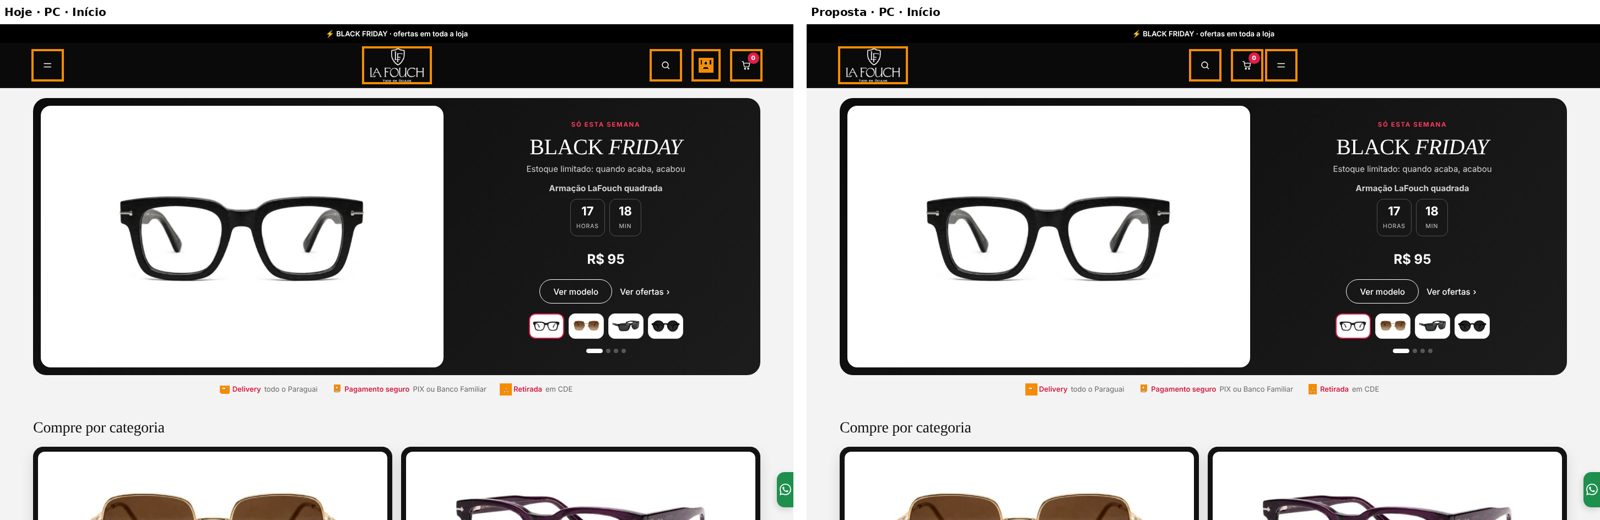 Hoje · PC · Início
⚡ BLACK FRIDAY · ofertas em toda a loja
LF
LA FOUCH
0
SÓ ESTA SEMANA
BLACK FRIDAY
Estoque limitado: quando acaba, acabou
Armação LaFouch quadrada
17 18
HORAS MIN
R$ 95
Ver modelo Ver ofertas ›
Delivery todo o Paraguai Pagamento seguro PIX ou Banco Familiar Retirada em CDE
Compre por categoria
Proposta · PC · Início
⚡ BLACK FRIDAY · ofertas em toda a loja
LF
LA FOUCH
0
SÓ ESTA SEMANA
BLACK FRIDAY
Estoque limitado: quando acaba, acabou
Armação LaFouch quadrada
17 18
HORAS MIN
R$ 95
Ver modelo Ver ofertas ›
Delivery todo o Paraguai Pagamento seguro PIX ou Banco Familiar Retirada em CDE
Compre por categoria